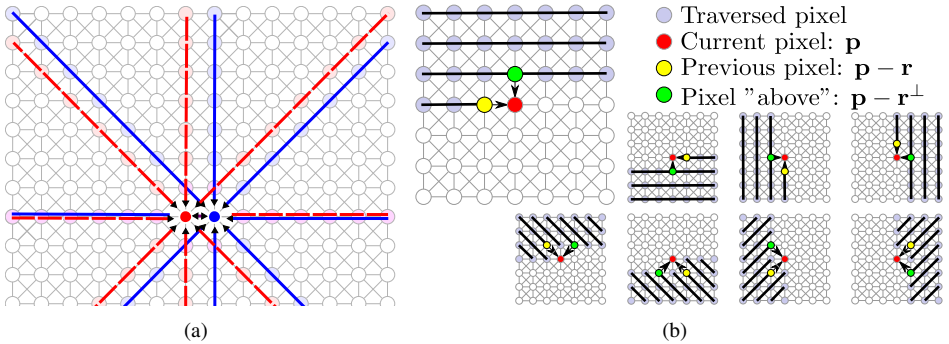 Traversed pixel
Current pixel: p
Previous pixel: p − r
Pixel "above": p − r⊥
(a)
(b)